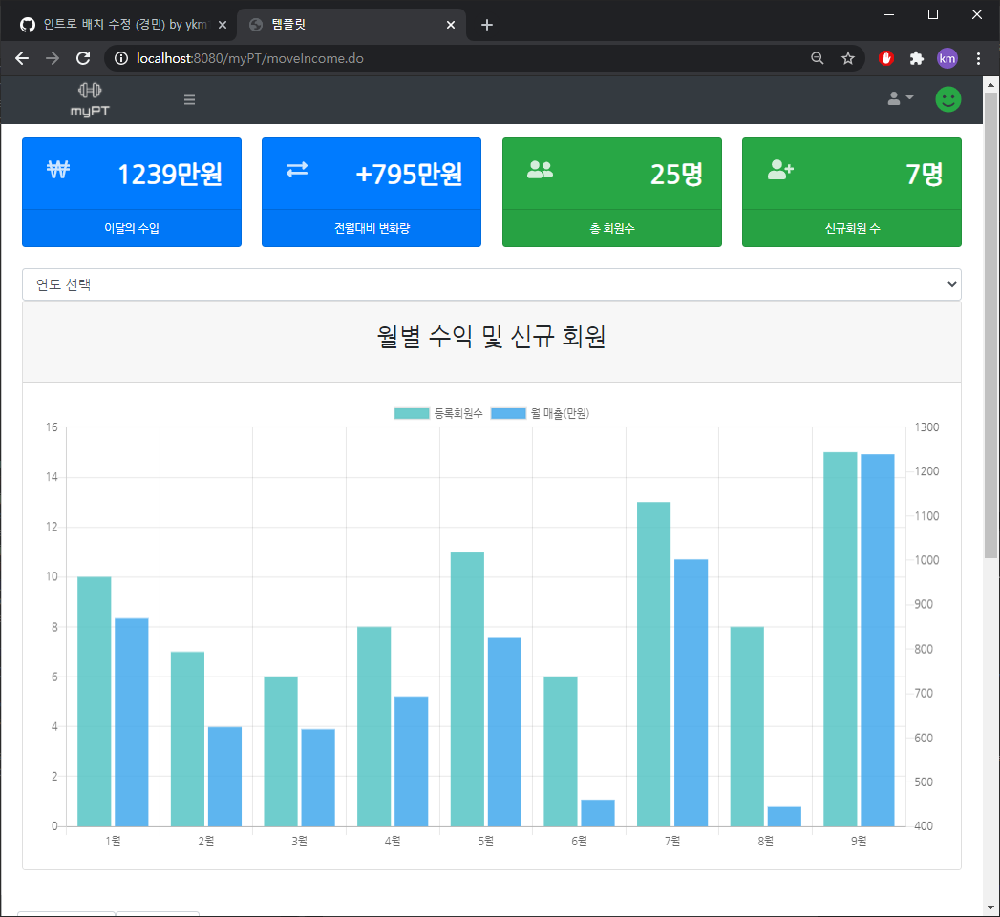 인트로 배치 수정 (경민) by ykm
템플릿
localhost:8080/myPT/moveIncome.do
km
myPT
1239만원
+795만원
25명
7명
이달의 수입
전월대비 변화량
총 회원수
신규회원 수
연도 선택
월별 수익 및 신규 회원
등록회원수
월 매출(만원)
16
14
12
10
8
6
4
2
0
1300
1200
1100
1000
900
800
700
600
500
400
1월
2월
3월
4월
5월
6월
7월
8월
9월